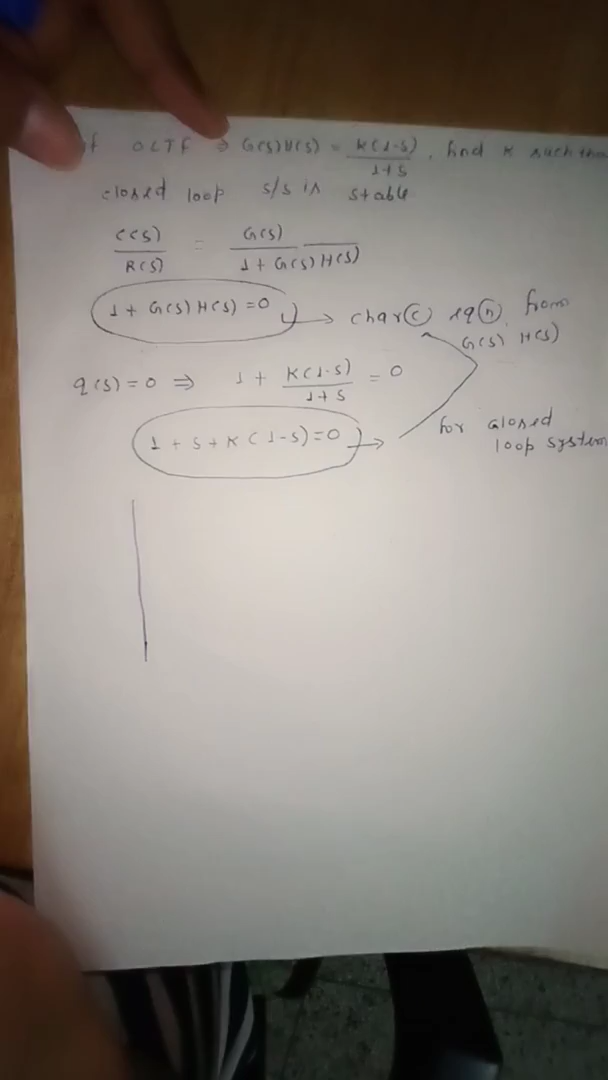 if OLTF ⇒ G(s)H(s) = K(1-s)/1+s , find K such tha
closed loop s/s is stable
C(s)/R(s) = G(s)/1 + G(s)H(s)
1 + G(s)H(s) = 0 → char(c) eq(n) from
G(s) H(s)
q(s) = 0 ⇒ 1 + K(1-s)/1+s = 0
for closed
1 + s + K(1-s) = 0 → loop system